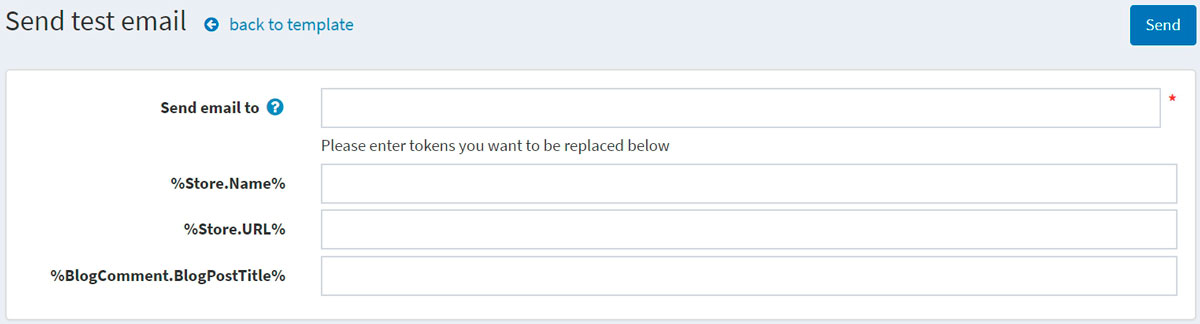 Send test email back to template Send
Send email to *
Please enter tokens you want to be replaced below
%Store.Name%
%Store.URL%
%BlogComment.BlogPostTitle%